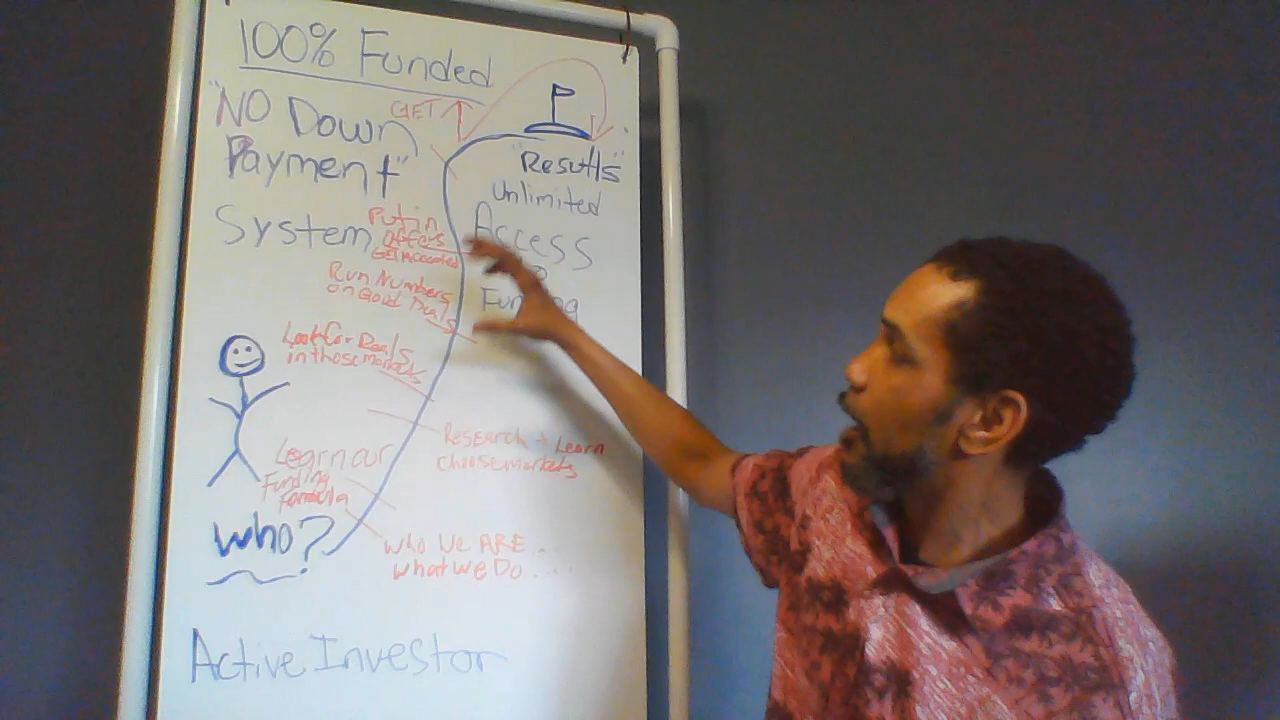 100% Funded
"NO Down
Payment"
System
GET
"Results"
Unlimited
Access
Funding
Put in
offers
GET Accepted
Run Numbers
on Good Deals
Look for Deals
in those markets
Research + Learn
choose markets
Learn our
Funding
formula
who?
who we ARE...
what we Do....
Active Investor